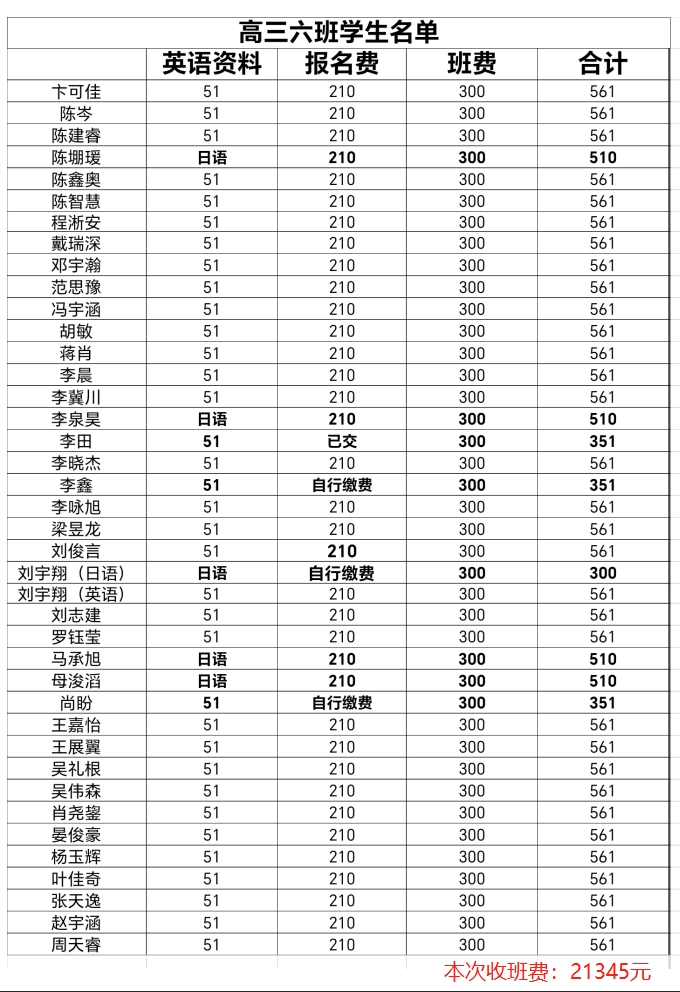 高三六班学生名单
英语资料 报名费 班费 合计
卞可佳 51 210 300 561
陈岑 51 210 300 561
陈建睿 51 210 300 561
陈堋瑗 日语 210 300 510
陈鑫奥 51 210 300 561
陈智慧 51 210 300 561
程淅安 51 210 300 561
戴瑞深 51 210 300 561
邓宇瀚 51 210 300 561
范思豫 51 210 300 561
冯宇涵 51 210 300 561
胡敏 51 210 300 561
蒋肖 51 210 300 561
李晨 51 210 300 561
李冀川 51 210 300 561
李泉昊 日语 210 300 510
李田 51 已交 300 351
李晓杰 51 210 300 561
李鑫 51 自行缴费 300 351
李咏旭 51 210 300 561
梁昱龙 51 210 300 561
刘俊言 51 210 300 561
刘宇翔（日语） 日语 自行缴费 300 300
刘宇翔（英语） 51 210 300 561
刘志建 51 210 300 561
罗钰莹 51 210 300 561
马承旭 日语 210 300 510
母浚滔 日语 210 300 510
尚盼 51 自行缴费 300 351
王嘉怡 51 210 300 561
王展翼 51 210 300 561
吴礼根 51 210 300 561
吴伟森 51 210 300 561
肖尧鋆 51 210 300 561
晏俊豪 51 210 300 561
杨玉辉 51 210 300 561
叶佳奇 51 210 300 561
张天逸 51 210 300 561
赵宇涵 51 210 300 561
周天睿 51 210 300 561
本次收班费：21345元